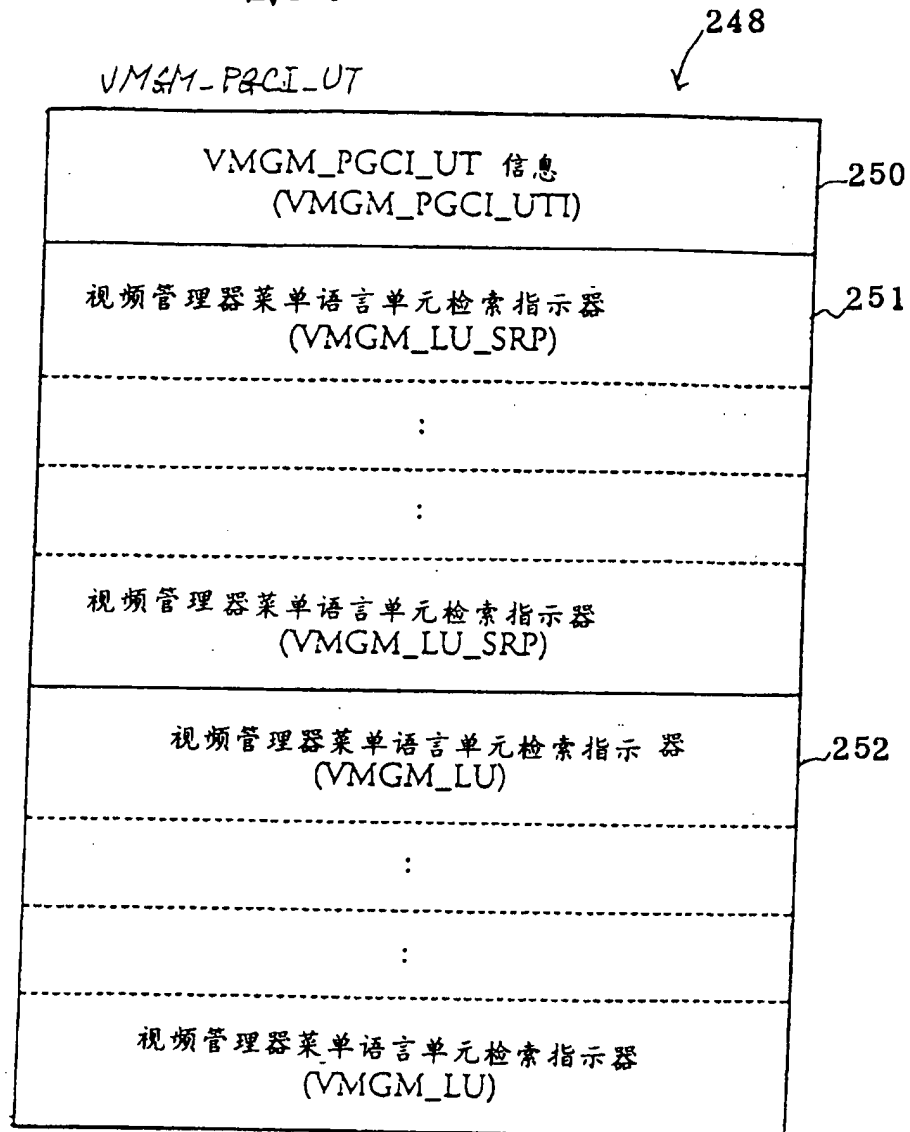 248
VMGM-PGCI-UT
VMGM_PGCI_UT 信息
(VMGM_PGCI_UTI)
250
视频管理器菜单语言单元检索指示器
(VMGM_LU_SRP)
251
:
:
视频管理器菜单语言单元检索指示器
(VMGM_LU_SRP)
视频管理器菜单语言单元检索指示 器
(VMGM_LU)
252
:
:
视频管理器菜单语言单元检索指示器
(VMGM_LU)